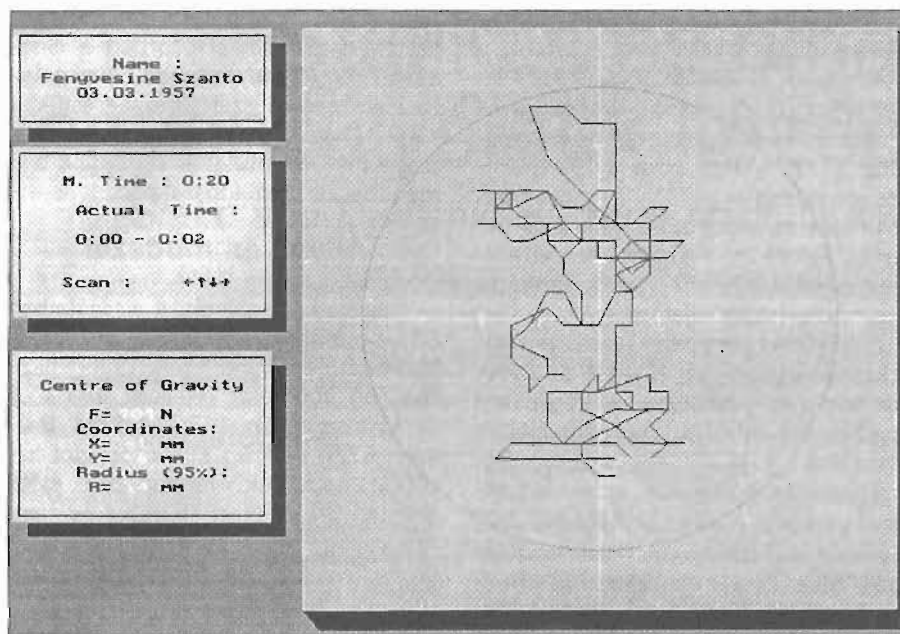 Name :
Fenyvesine Szanto
03.03.1957
M. Time : 0:20
Actual Time :
0:00 - 0:02
Scan : ←↑↓→
Centre of Gravity
F= N
Coordinates:
X= mm
Y= mm
Radius (95%):
R= mm